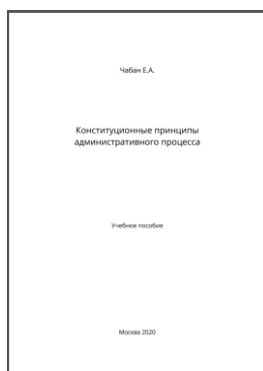 Чабан Е.А.
Конституционные принципы
административного процесса
Учебное пособие
Москва 2020